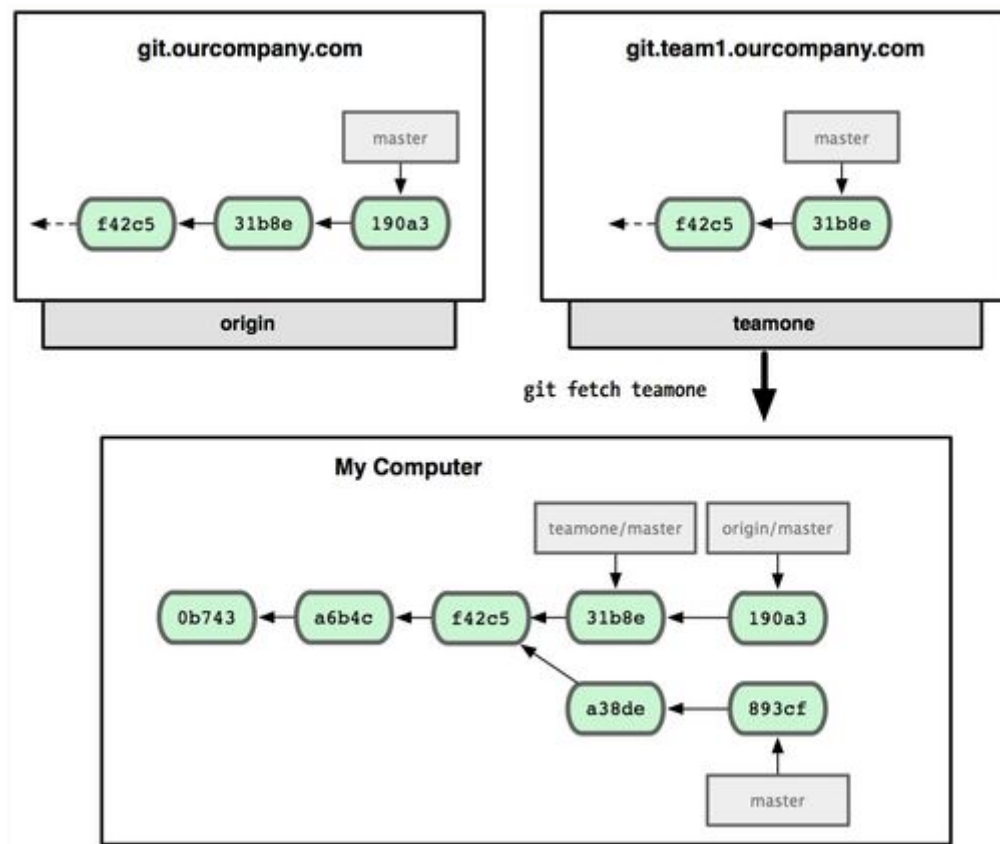 git.ourcompany.com
master
f42c5
31b8e
190a3
origin
git.team1.ourcompany.com
master
f42c5
31b8e
teamone
git fetch teamone
My Computer
teamone/master
origin/master
0b743
a6b4c
f42c5
31b8e
190a3
a38de
893cf
master